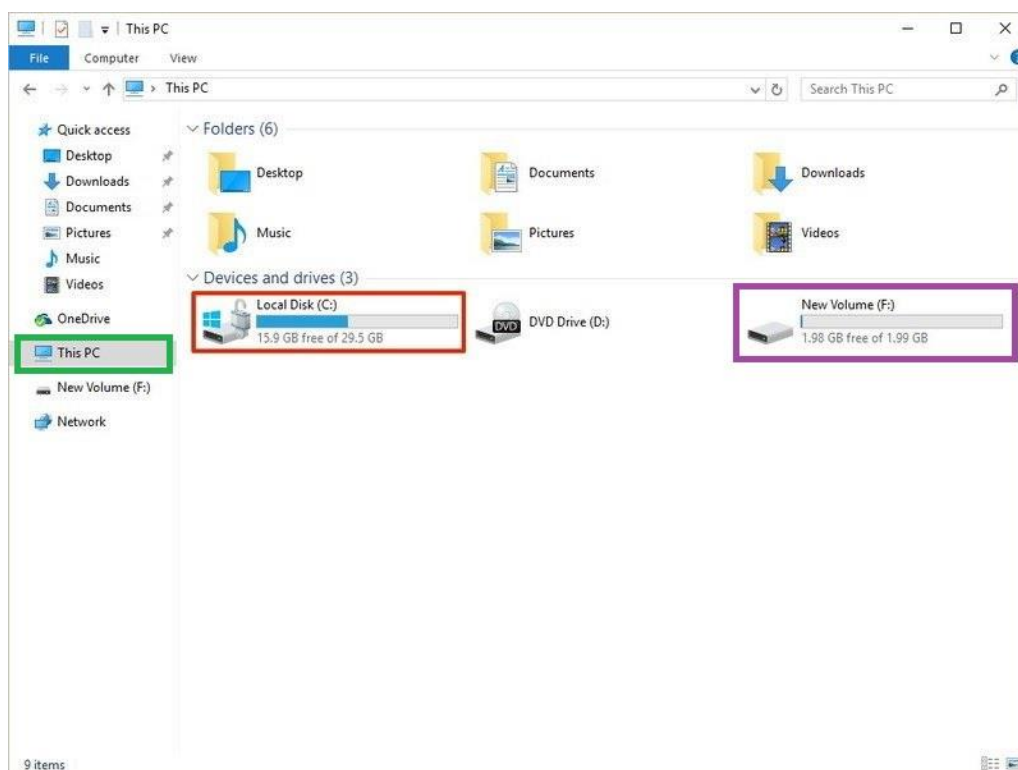 This PC
File Computer View
This PC Search This PC
Quick access
Desktop
Downloads
Documents
Pictures
Music
Videos
OneDrive
This PC
New Volume (F:)
Network
Folders (6)
Desktop Documents Downloads
Music Pictures Videos
Devices and drives (3)
Local Disk (C:)
15.9 GB free of 29.5 GB
DVD
DVD Drive (D:)
New Volume (F:)
1.98 GB free of 1.99 GB
9 items